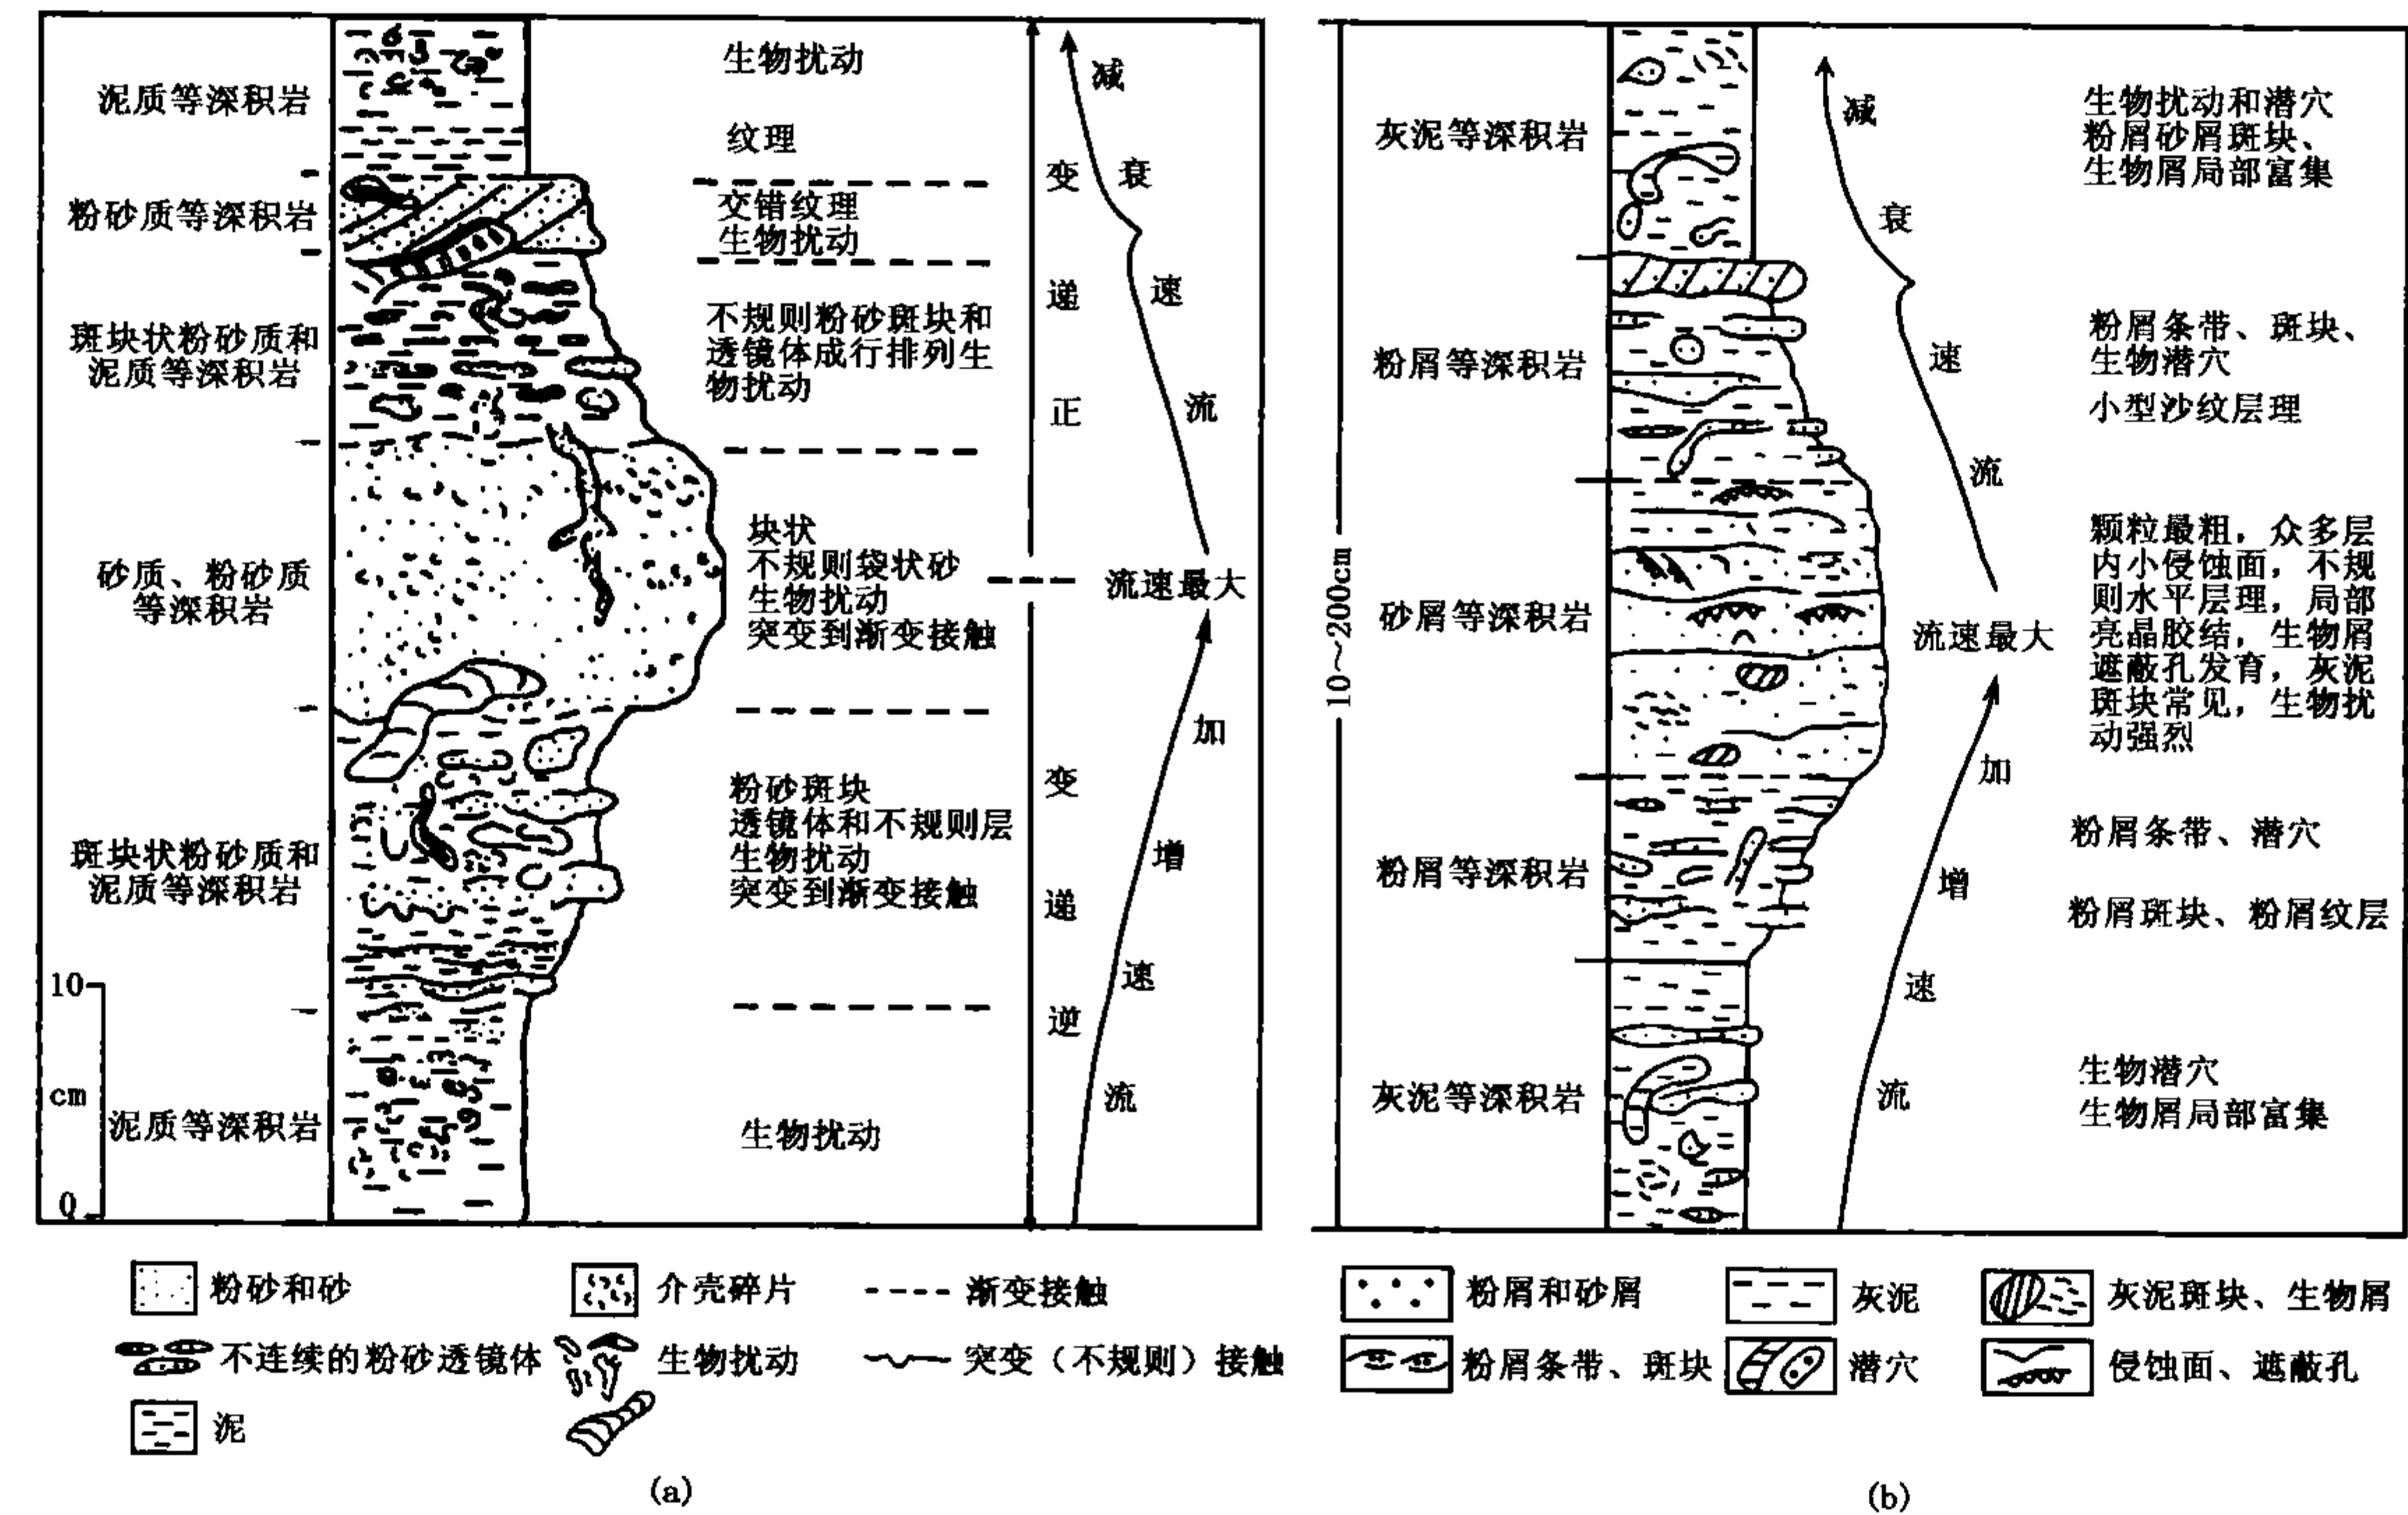 泥质等深积岩
粉砂质等深积岩
斑块状粉砂质和
泥质等深积岩
砂质、粉砂质
等深积岩
斑块状粉砂质和
泥质等深积岩
泥质等深积岩
10
cm
0
生物扰动
纹理
交错纹理
生物扰动
不规则粉砂斑块和
透镜体成行排列生
物扰动
块状
不规则袋状砂
生物扰动
突变到渐变接触
粉砂斑块
透镜体和不规则层
生物扰动
突变到渐变接触
生物扰动
变
递
正
变
递
逆
减
衰
速
流
流速最大
加
增
速
流
粉砂和砂
介壳碎片
渐变接触
不连续的粉砂透镜体
生物扰动
突变（不规则）接触
泥
(a)
10～200cm
灰泥等深积岩
粉屑等深积岩
砂屑等深积岩
粉屑等深积岩
灰泥等深积岩
减
衰
速
流
流速最大
加
增
速
流
生物扰动和潜穴
粉屑砂屑斑块、
生物屑局部富集
粉屑条带、斑块、
生物潜穴
小型沙纹层理
颗粒最粗，众多层
内小侵蚀面，不规
则水平层理，局部
亮晶胶结，生物屑
遮蔽孔发育，灰泥
斑块常见，生物扰
动强烈
粉屑条带、潜穴
粉屑斑块、粉屑纹层
生物潜穴
生物屑局部富集
粉屑和砂屑
灰泥
灰泥斑块、生物屑
粉屑条带、斑块
潜穴
侵蚀面、遮蔽孔
(b)